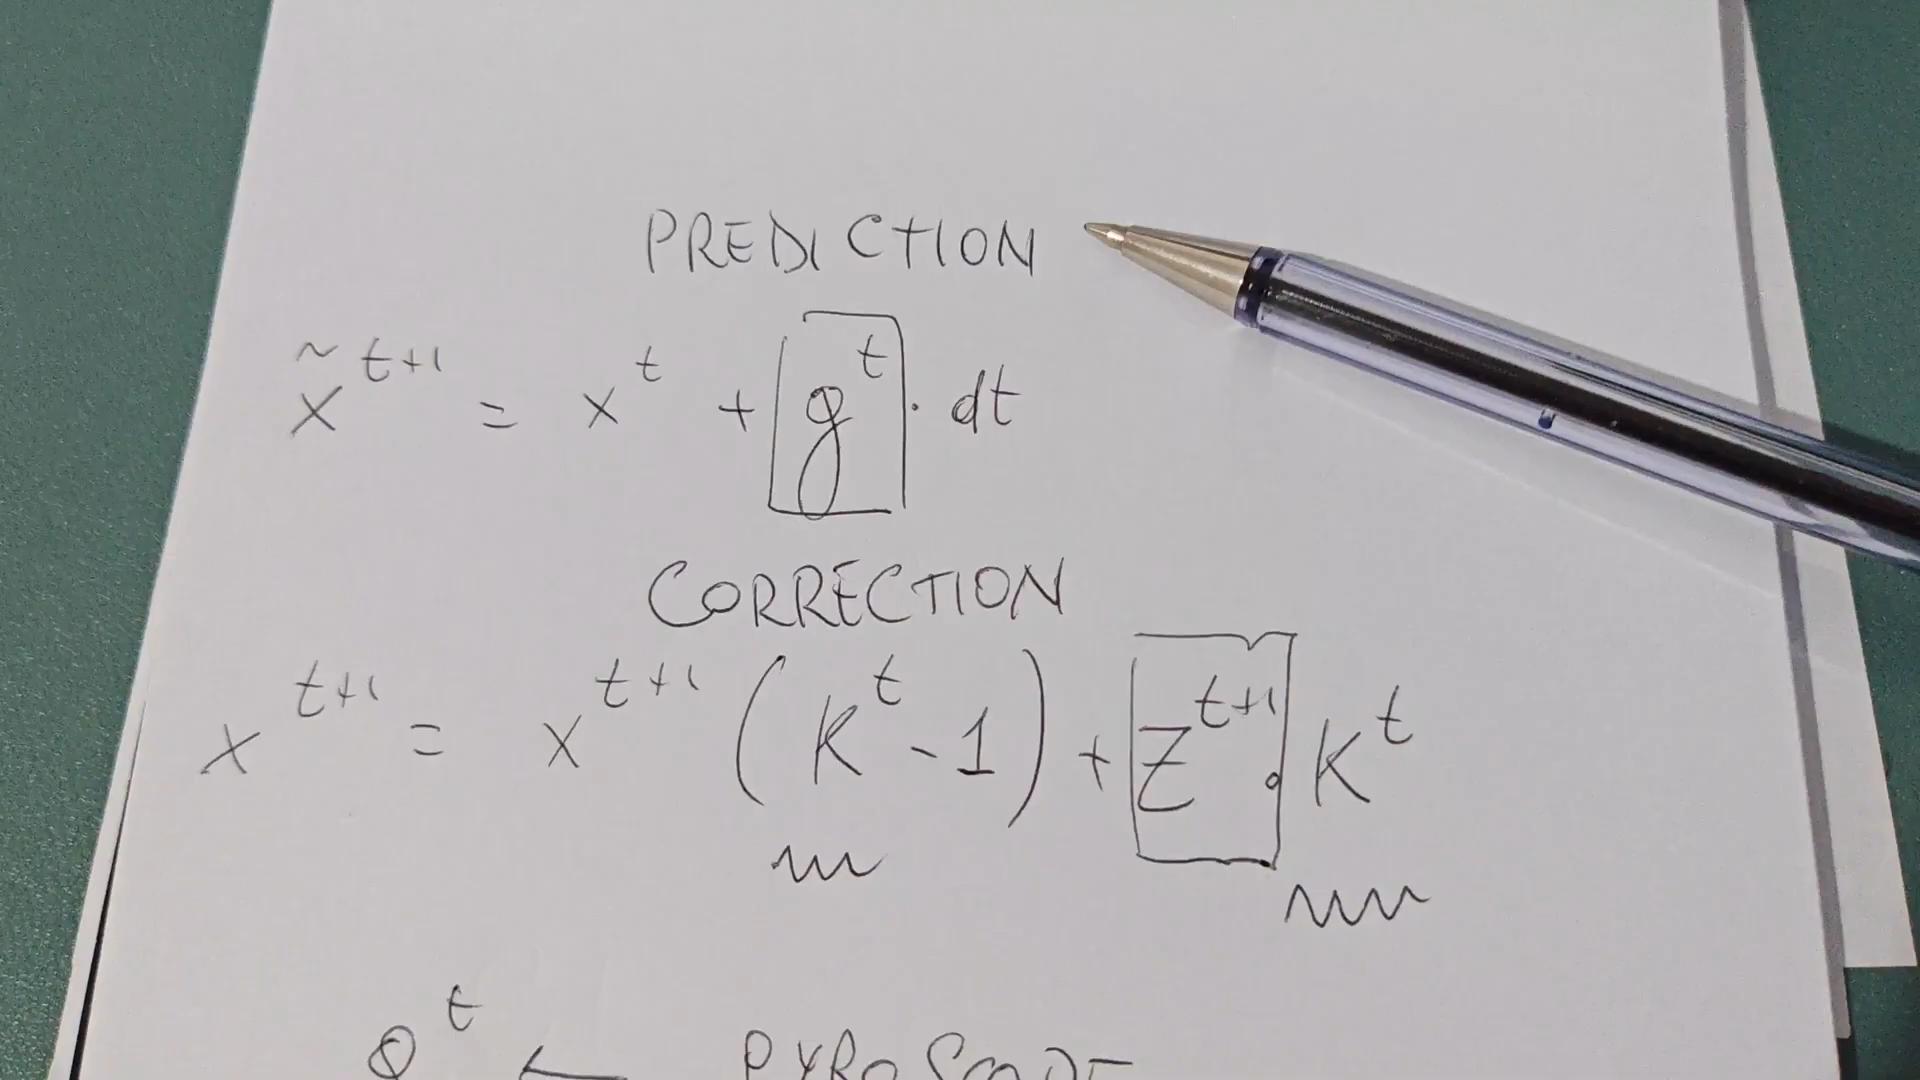 PREDICTION
x̃^{t+1} = x^t + [g^t] · dt
CORRECTION
x^{t+1} = x^{t+1} (K^t - 1) + [Z^{t+1} ·] K^t